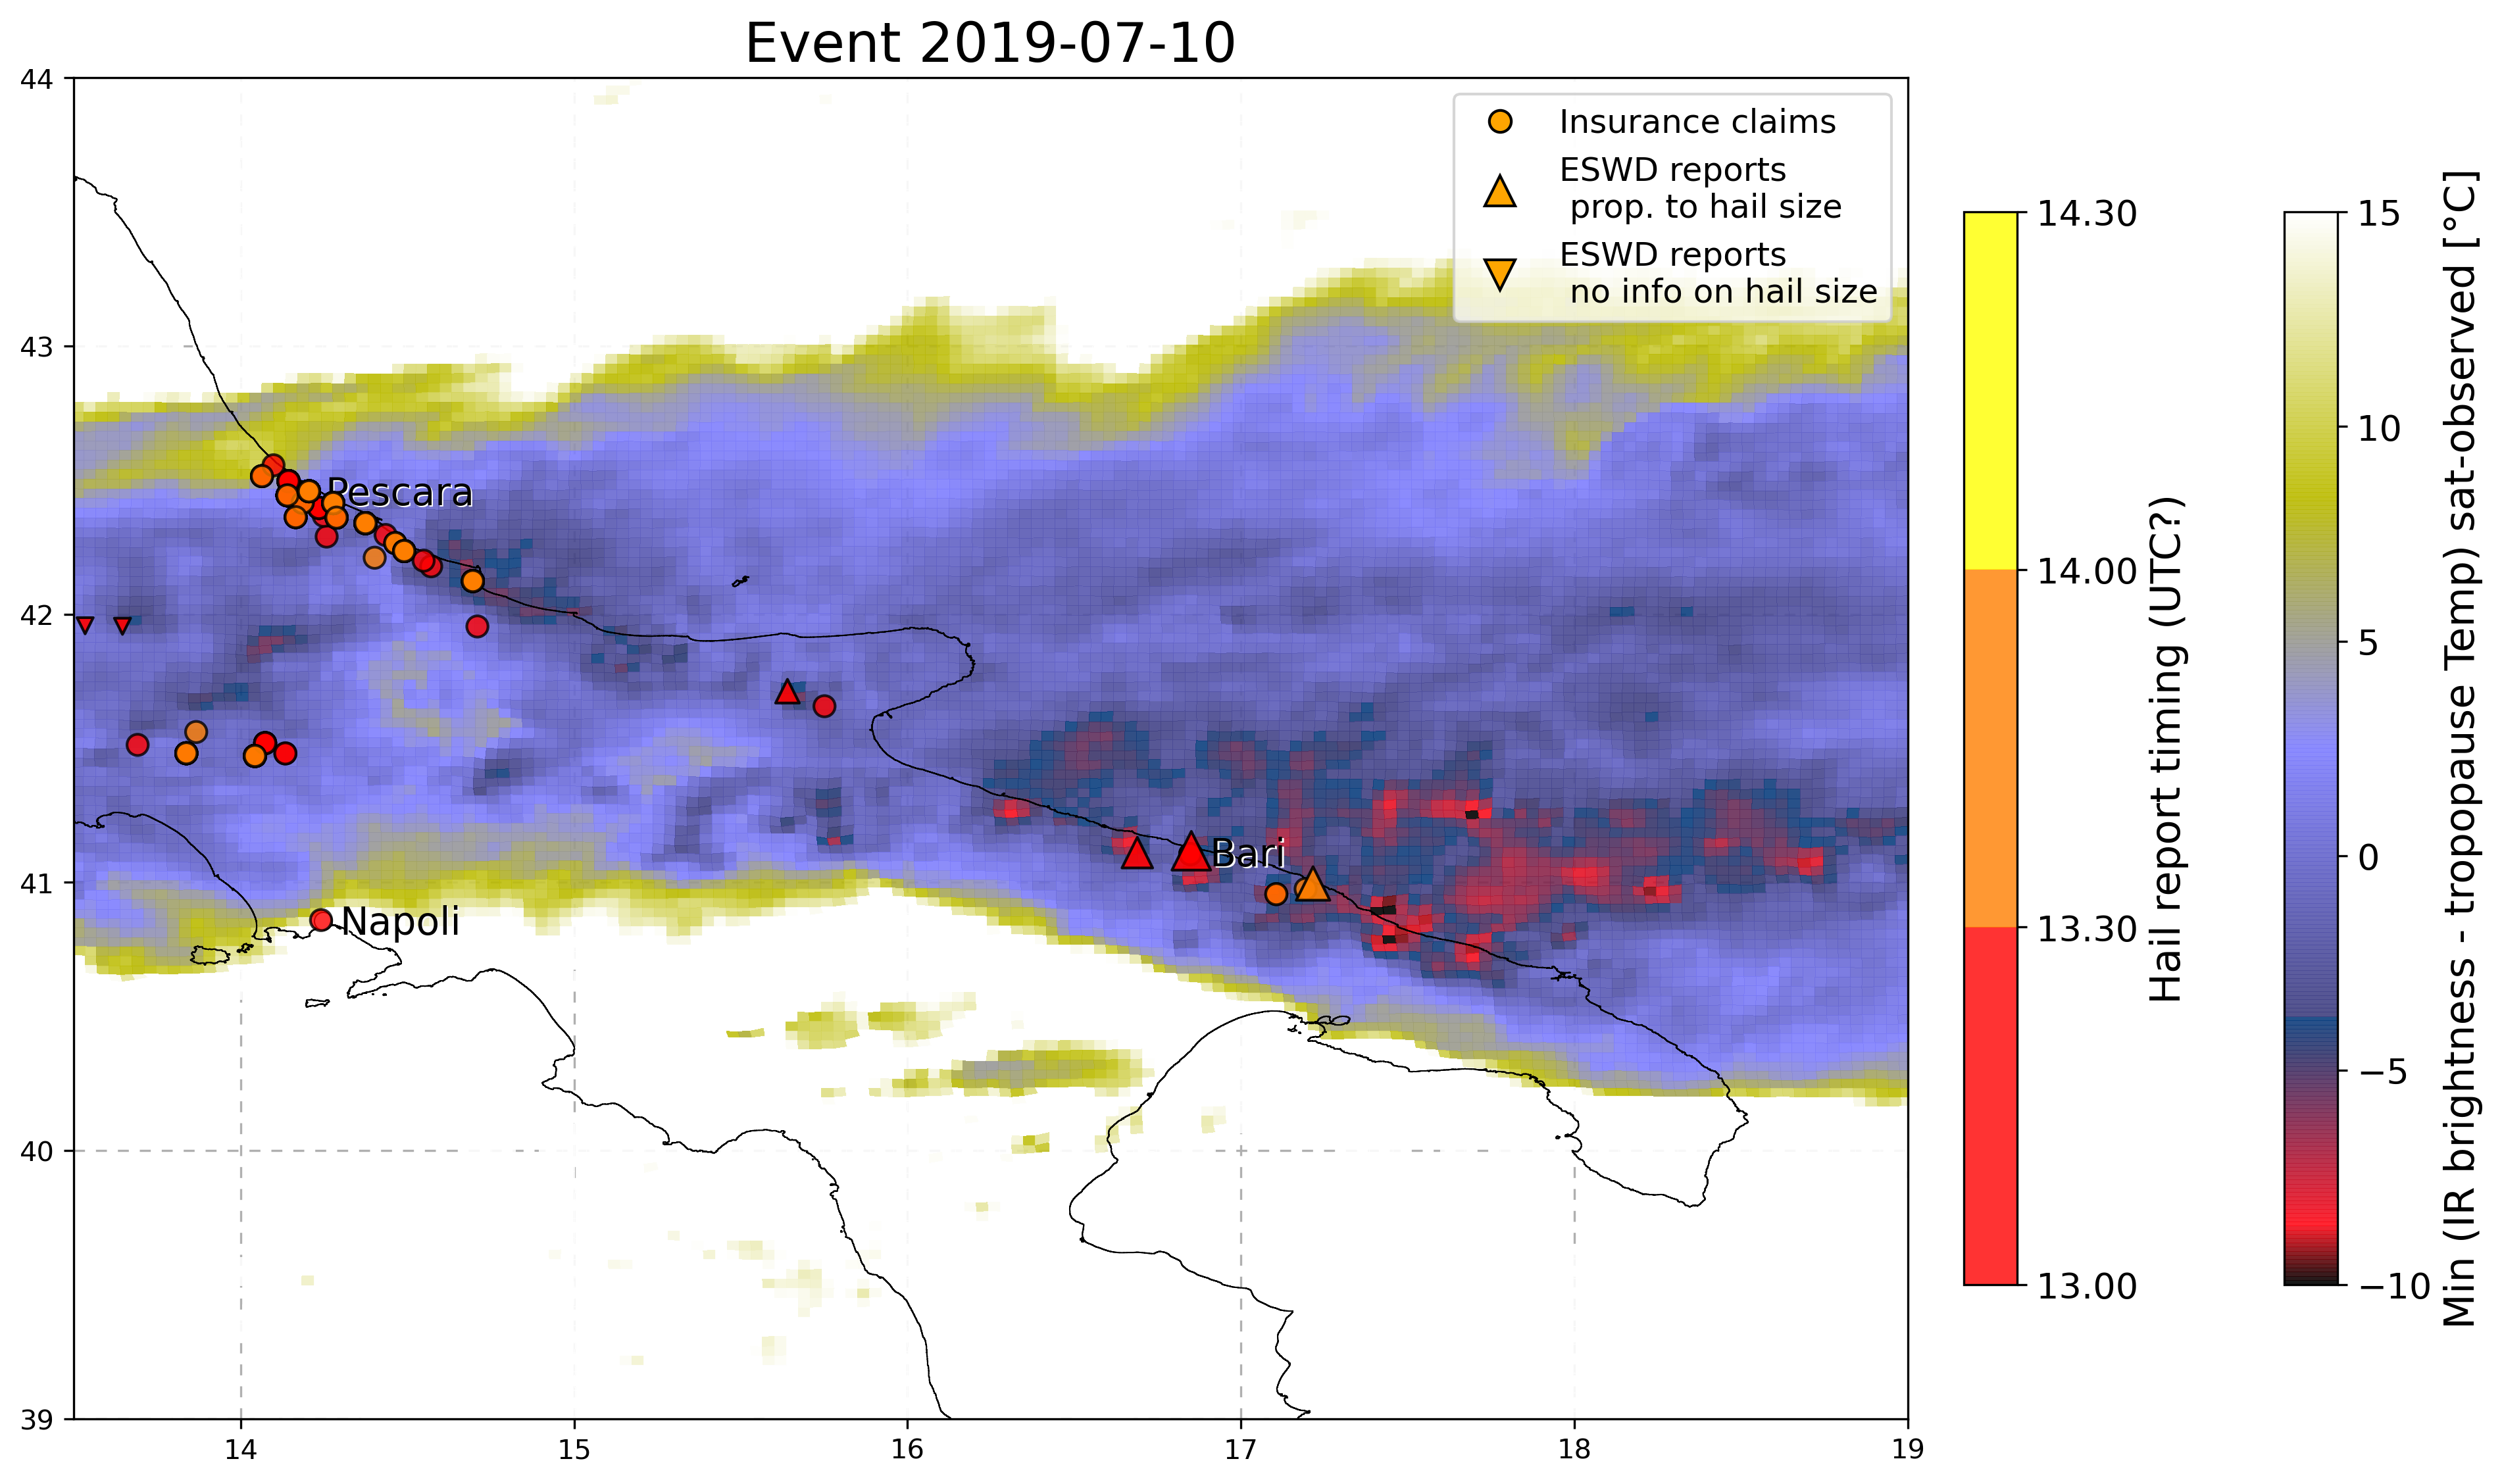 Event 2019-07-10
44
43
42
41
40
39
14
15
16
17
18
19
Insurance claims
ESWD reports
prop. to hail size
ESWD reports
no info on hail size
Pescara
Bari
Napoli
14.30
14.00
13.30
13.00
Hail report timing (UTC?)
15
10
5
0
−5
−10
Min (IR brightness - tropopause Temp) sat-observed [°C]